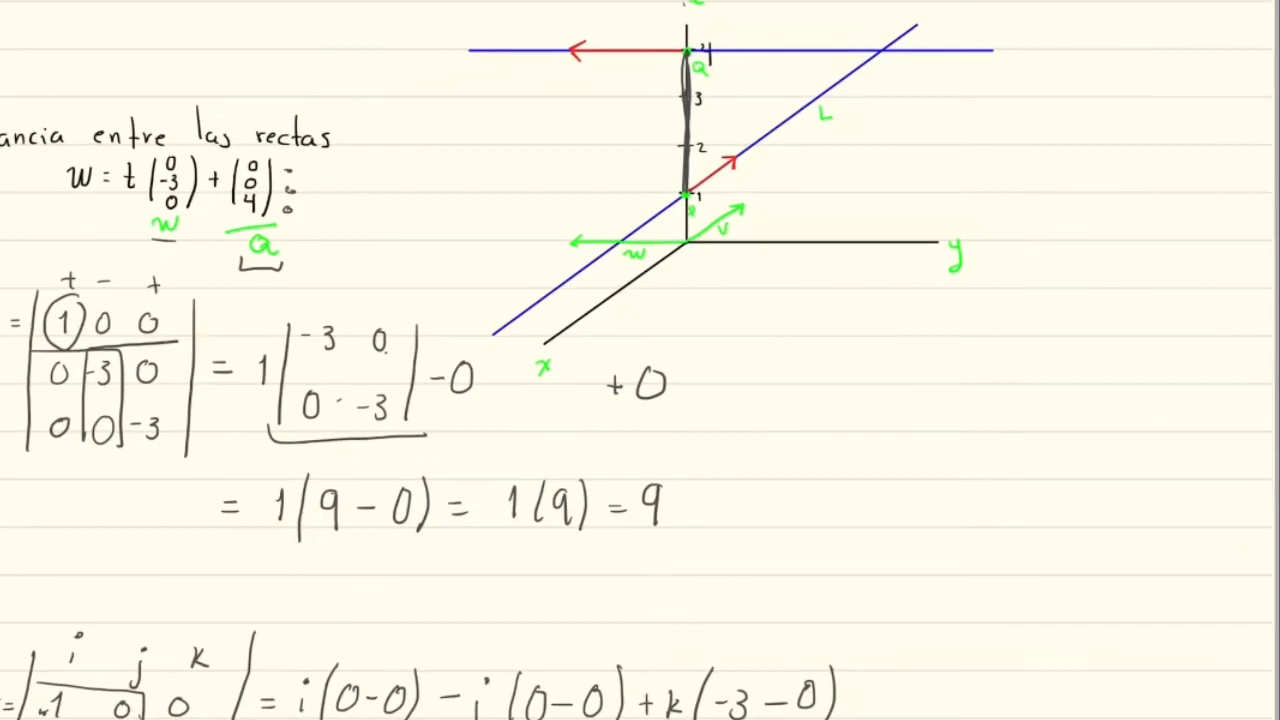 ancia entre las rectas
w = t (0 -3 0) + (0 0 4) :
w Q
+ - +
= | 1 0 0 | = 1 | -3 0 | - 0 + 0
| 0 -3 0 | | 0 -3 |
| 0 0 -3 |
= 1(9 - 0) = 1(9) = 9
i j k
= | -1 0 0 | = i(0-0) - j(0-0) + k(-3-0)
4
Q
3
L
2
1
v
w
y
x